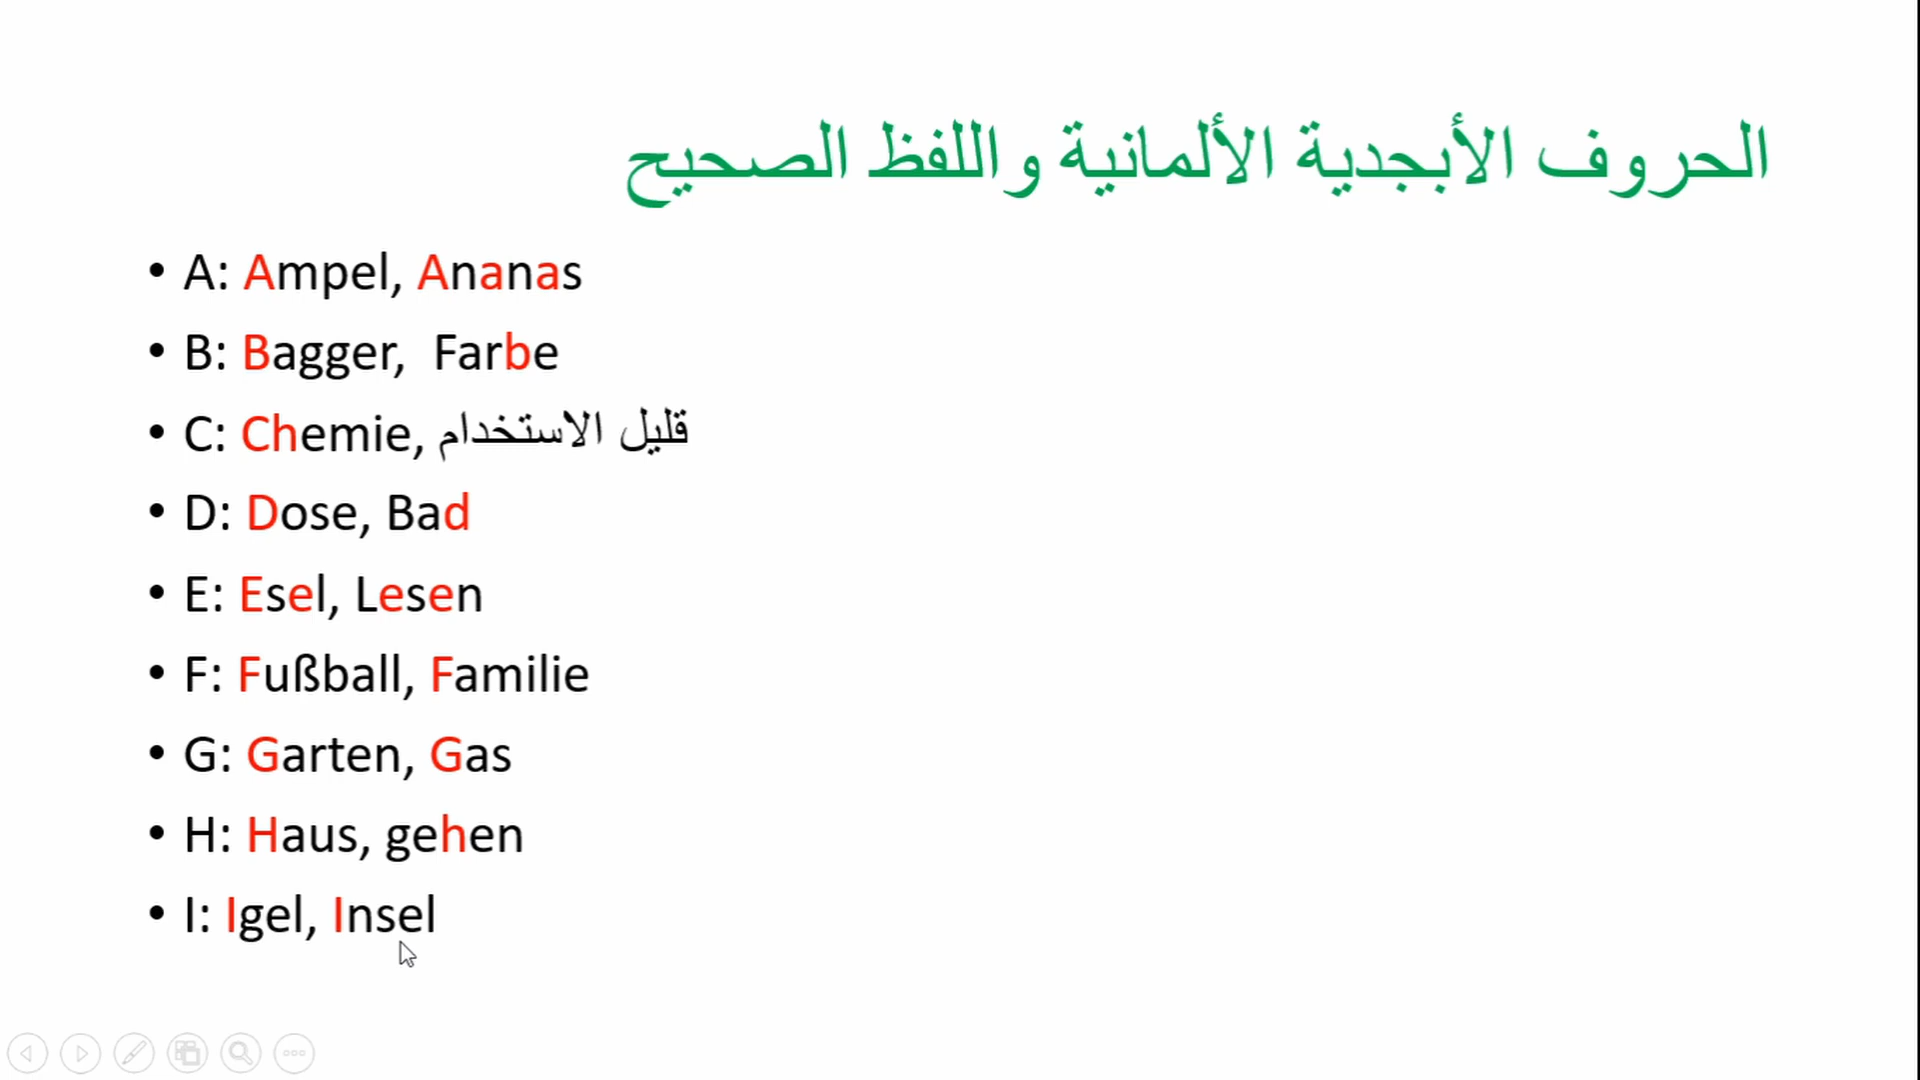 الحروف الأبجدية الألمانية واللفظ الصحيح
• A: Ampel, Ananas
• B: Bagger,  Farbe
• C: Chemie, قليل الاستخدام
• D: Dose, Bad
• E: Esel, Lesen
• F: Fußball, Familie
• G: Garten, Gas
• H: Haus, gehen
• I: Igel, Insel